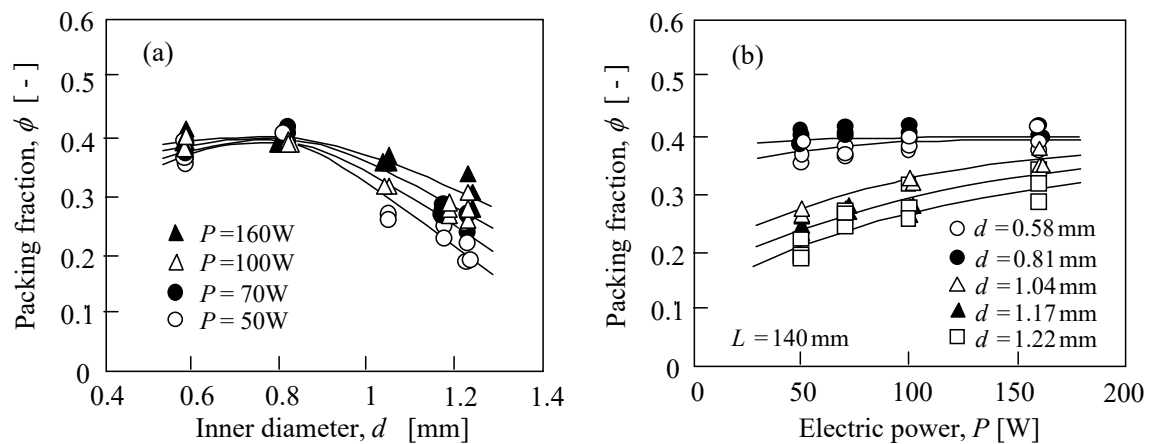 0.6
0.5
0.4
0.3
0.2
0.1
0
Packing fraction, ϕ [ - ]
(a)
P = 160W
P = 100W
P = 70W
P = 50W
0.4 0.6 0.8 1 1.2 1.4
Inner diameter, d [mm]
0.6
0.5
0.4
0.3
0.2
0.1
0
Packing fraction, ϕ [ - ]
(b)
d = 0.58 mm
d = 0.81 mm
d = 1.04 mm
d = 1.17 mm
d = 1.22 mm
L = 140 mm
0 50 100 150 200
Electric power, P [W]